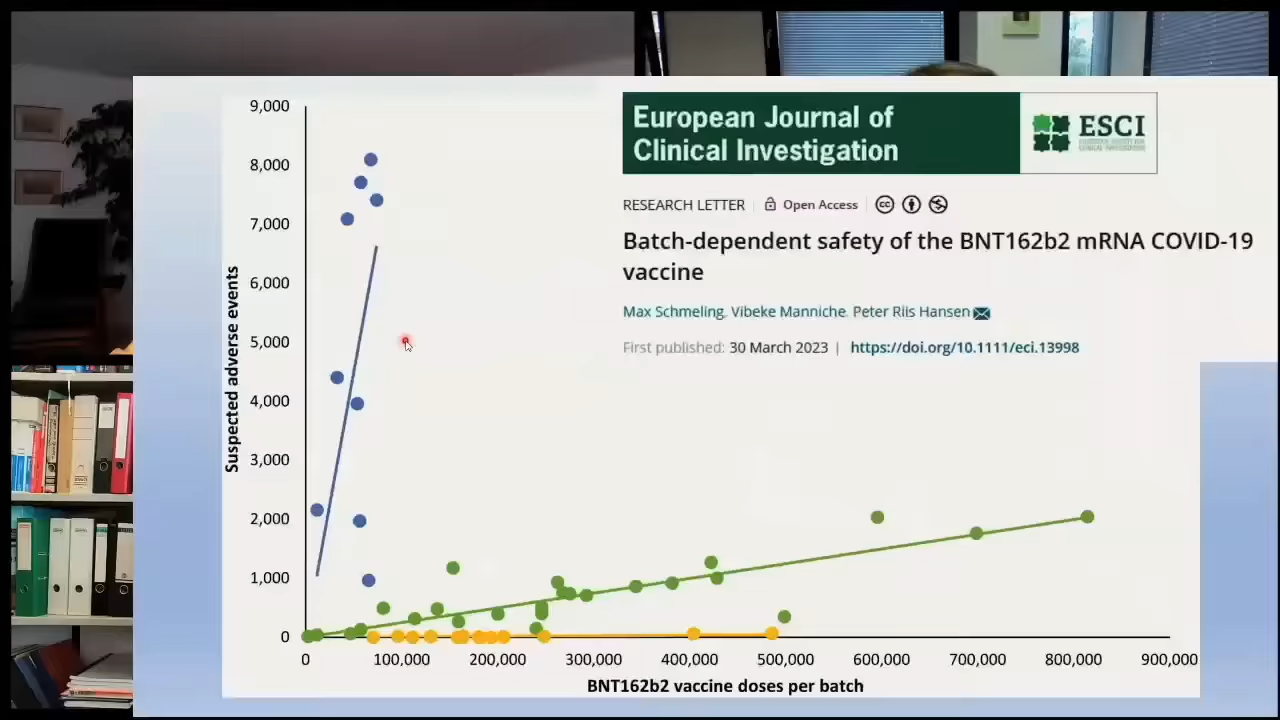 European Journal of
Clinical Investigation
ESCI
RESEARCH LETTER
Open Access
Batch-dependent safety of the BNT162b2 mRNA COVID-19
vaccine
Max Schmeling, Vibeke Manniche, Peter Riis Hansen
First published: 30 March 2023 | https://doi.org/10.1111/eci.13998
Suspected adverse events
9,000
8,000
7,000
6,000
5,000
4,000
3,000
2,000
1,000
0
0 100,000 200,000 300,000 400,000 500,000 600,000 700,000 800,000 900,000
BNT162b2 vaccine doses per batch